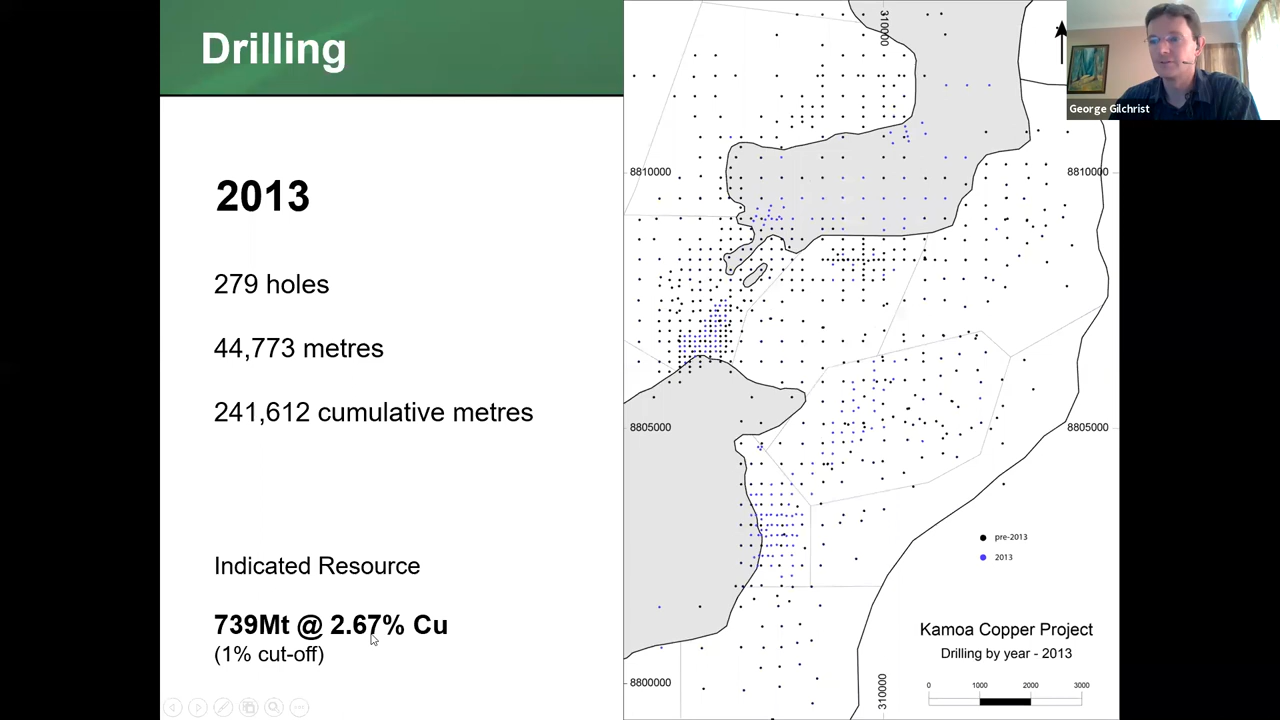 Drilling
2013
279 holes
44,773 metres
241,612 cumulative metres
Indicated Resource
739Mt @ 2.67% Cu
(1% cut-off)
310000
8810000
8810000
8805000
8805000
pre-2013
2013
Kamoa Copper Project
Drilling by year - 2013
8800000
310000
0 1000 2000 3000
George Gilchrist